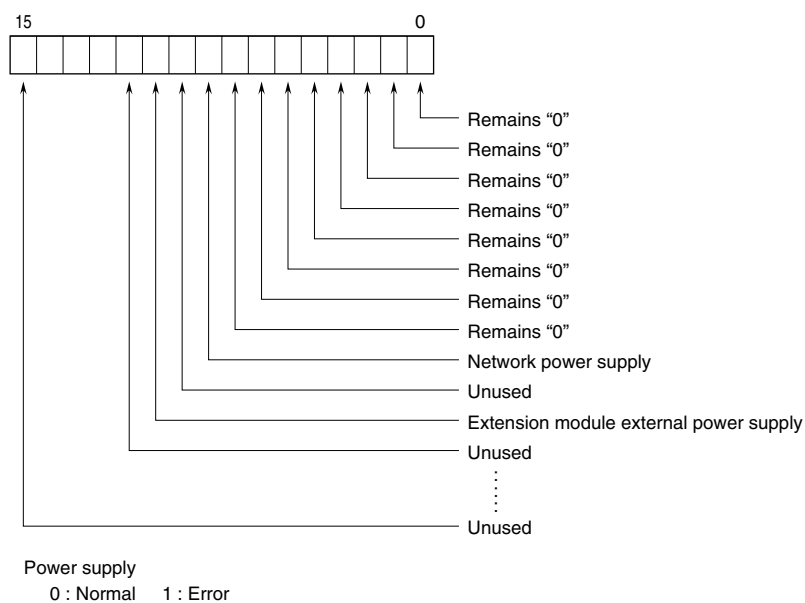 15 0
Remains “0”
Remains “0”
Remains “0”
Remains “0”
Remains “0”
Remains “0”
Remains “0”
Remains “0”
Network power supply
Unused
Extension module external power supply
Unused
Unused
Power supply
0 : Normal 1 : Error